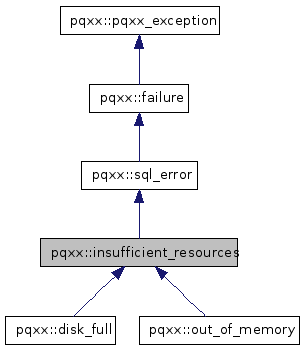 pqxx::pqxx_exception
pqxx::failure
pqxx::sql_error
pqxx::insufficient_resources
pqxx::disk_full
pqxx::out_of_memory